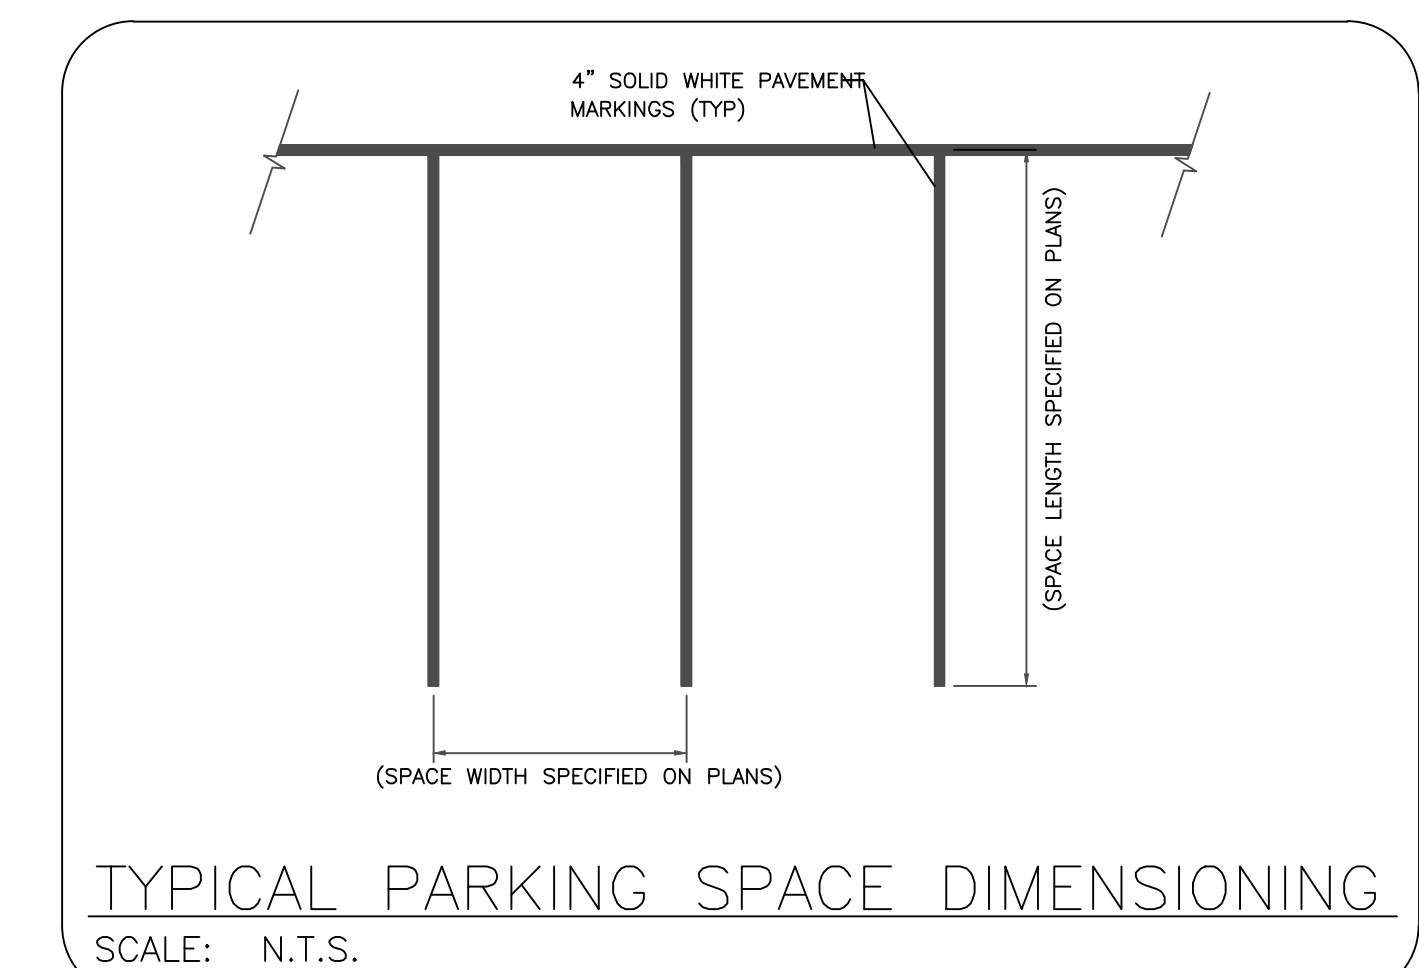 4” SOLID WHITE PAVEMENT
MARKINGS (TYP)
(SPACE LENGTH SPECIFIED ON PLANS)
(SPACE WIDTH SPECIFIED ON PLANS)
TYPICAL PARKING SPACE DIMENSIONING
SCALE: N.T.S.